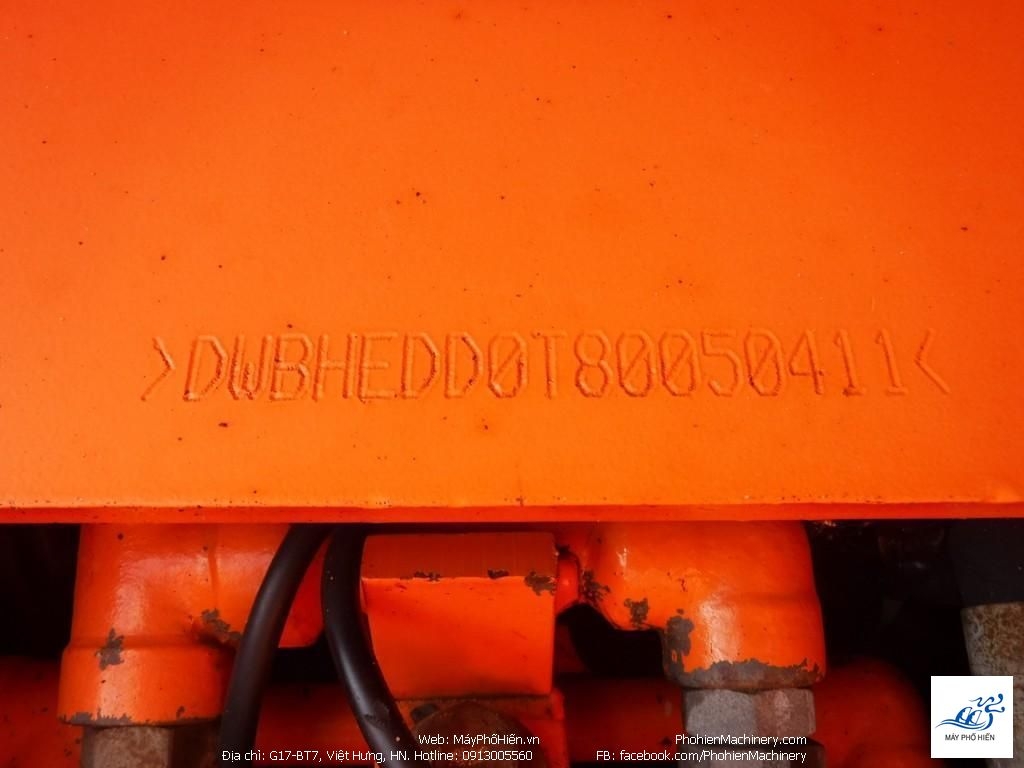 >DWBHEDD0T80050411<
Web: MáyPhốHiến.vn
PhohienMachinery.com
Địa chỉ: G17-BT7, Việt Hưng, HN. Hotline: 0913005560
FB: facebook.com/PhohienMachinery
MÁY PHỐ HIẾN